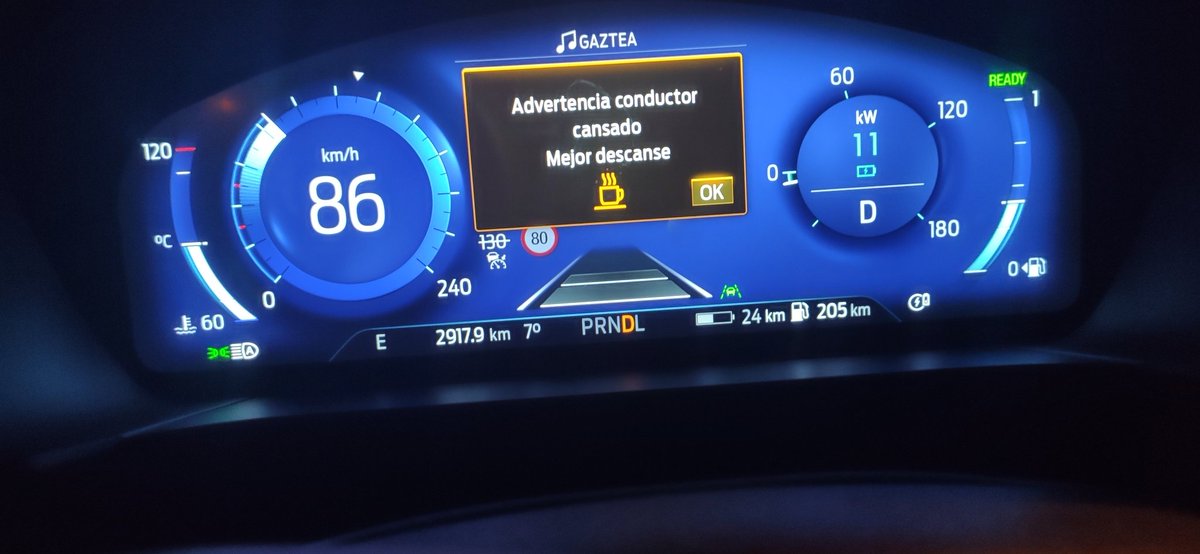 GAZTEA
Advertencia conductor
cansado
Mejor descanse
OK
120
°C
60
km/h
86
0
240
130
80
60
120
kW
11
0
D
180
READY
1
0
A
E
2917.9 km
7º
PRNDL
24 km
205 km